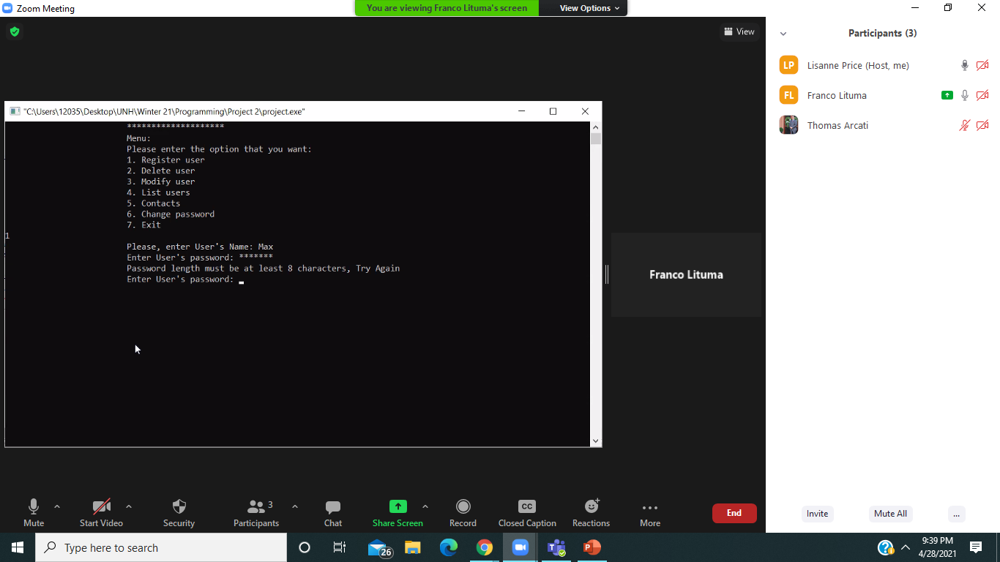 Zoom Meeting
You are viewing Franco Lituma's screen
View Options
View
Participants (3)
LP
Lisanne Price (Host, me)
FL
Franco Lituma
Thomas Arcati
"C:\Users\12035\Desktop\UNH\Winter 21\Programming\Project 2\project.exe"
********************
Menu:
Please enter the option that you want:
1. Register user
2. Delete user
3. Modify user
4. List users
5. Contacts
6. Change password
7. Exit
1
Please, enter User's Name: Max
Enter User's password: *******
Password length must be at least 8 characters, Try Again
Enter User's password:
Franco Lituma
Mute
Start Video
Security
3
Participants
Chat
Share Screen
Record
CC
Closed Caption
Reactions
More
End
Invite
Mute All
...
Type here to search
26
9:39 PM
4/28/2021